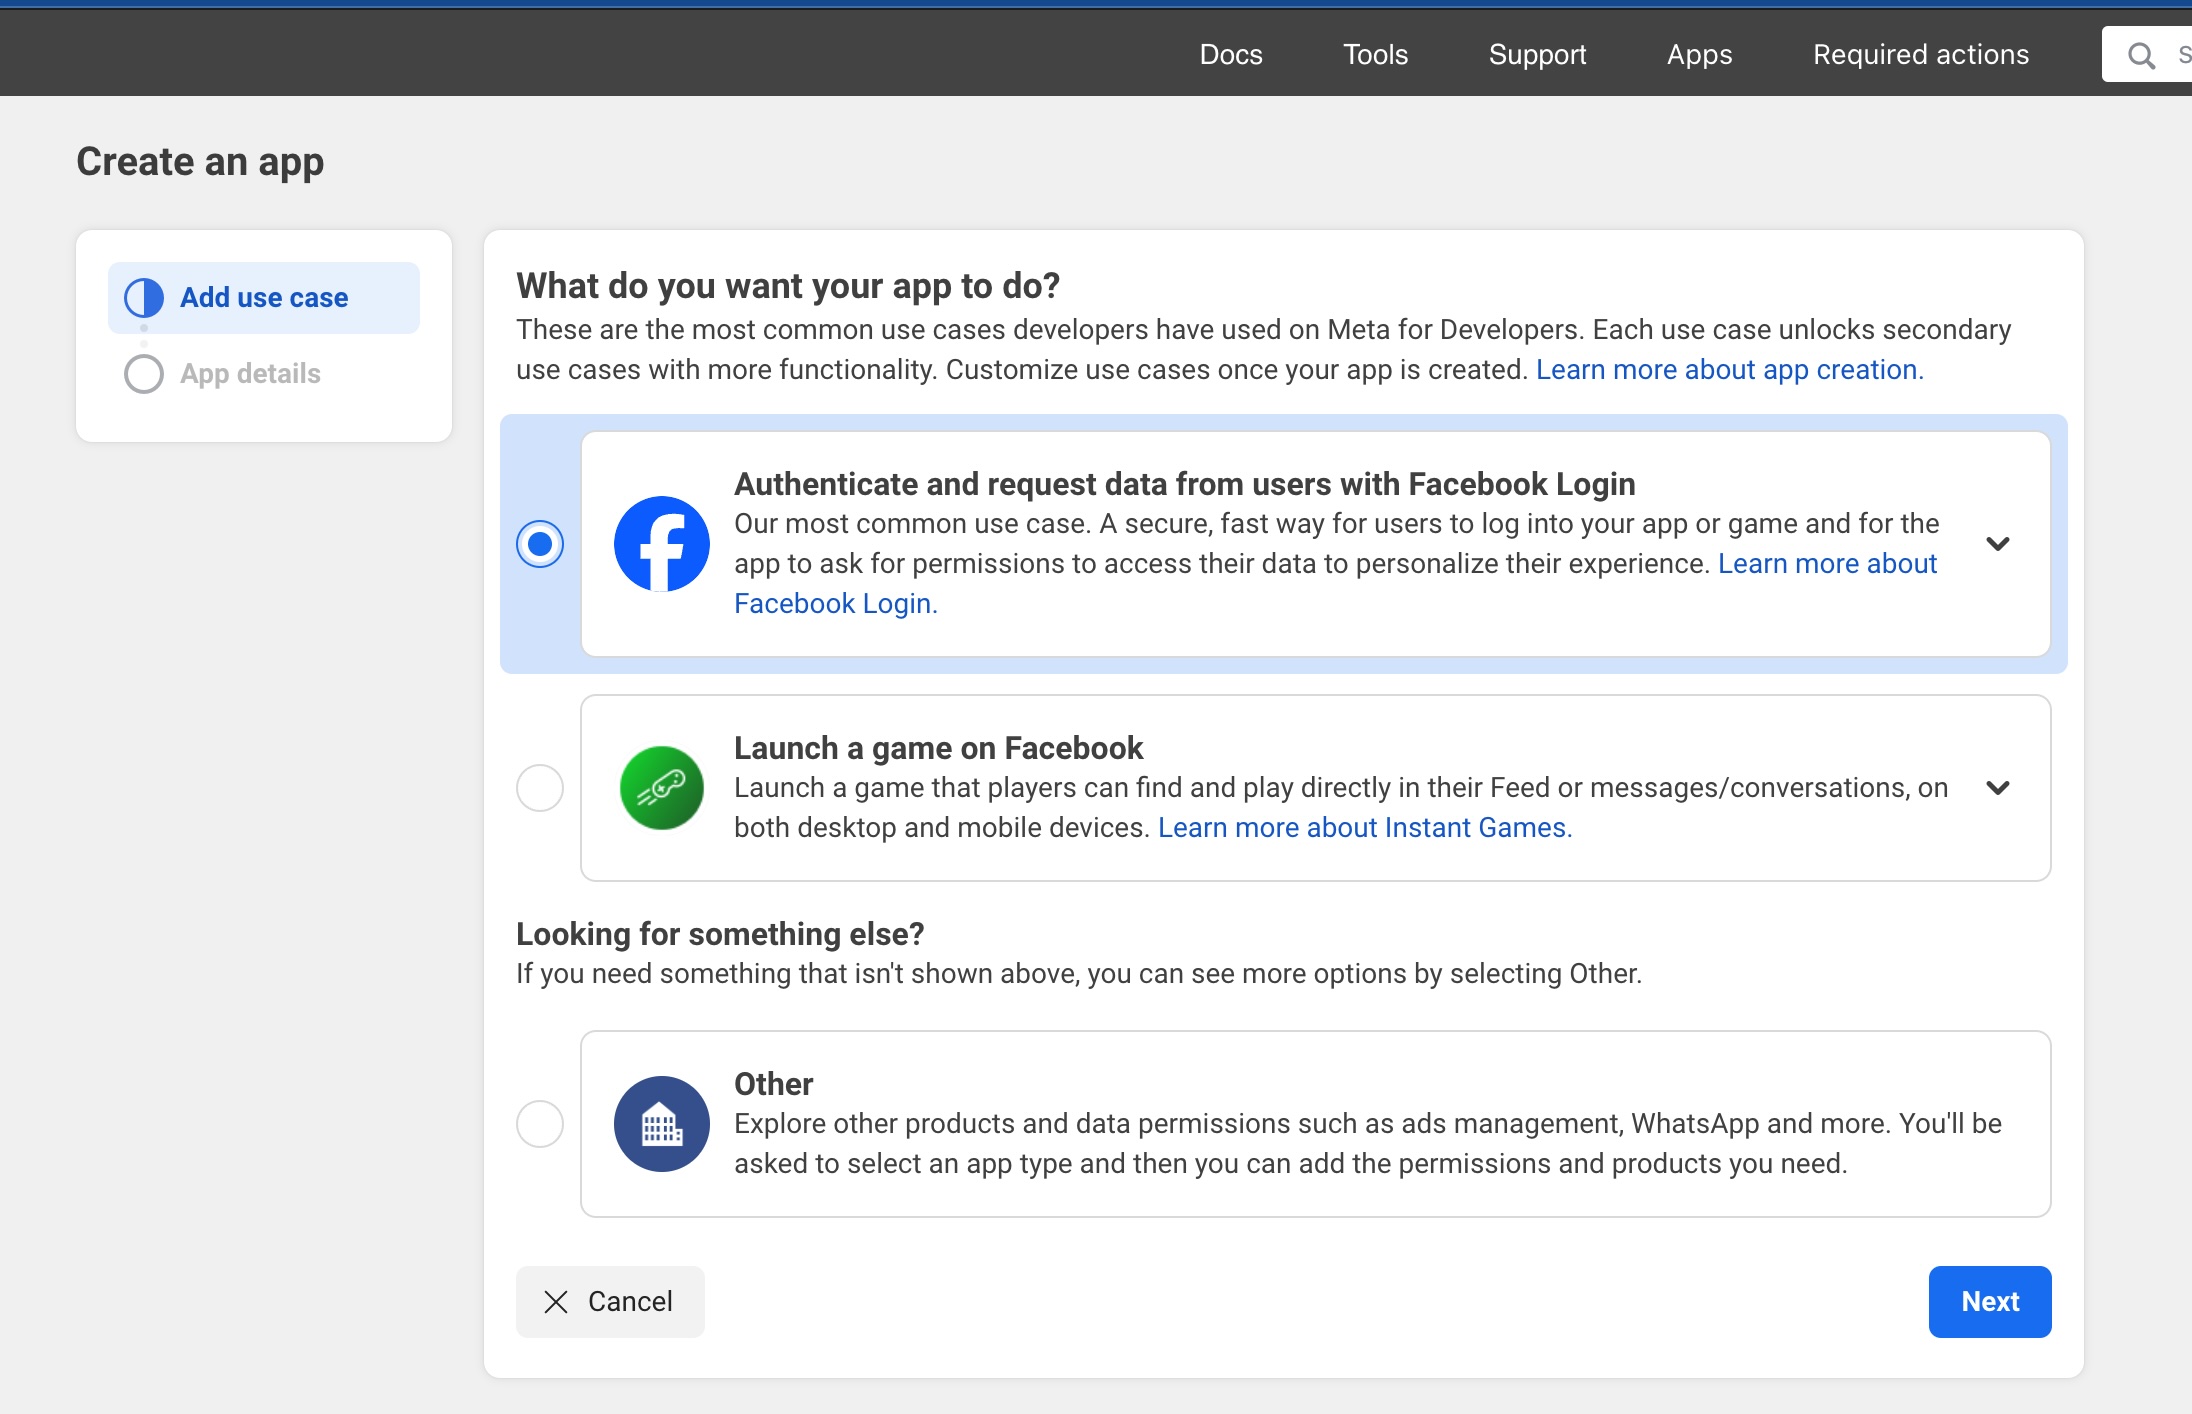 Docs
Tools
Support
Apps
Required actions
Create an app
Add use case
App details
What do you want your app to do?
These are the most common use cases developers have used on Meta for Developers. Each use case unlocks secondary
use cases with more functionality. Customize use cases once your app is created. Learn more about app creation.
Authenticate and request data from users with Facebook Login
Our most common use case. A secure, fast way for users to log into your app or game and for the
app to ask for permissions to access their data to personalize their experience. Learn more about
Facebook Login.
Launch a game on Facebook
Launch a game that players can find and play directly in their Feed or messages/conversations, on
both desktop and mobile devices. Learn more about Instant Games.
Looking for something else?
If you need something that isn't shown above, you can see more options by selecting Other.
Other
Explore other products and data permissions such as ads management, WhatsApp and more. You'll be
asked to select an app type and then you can add the permissions and products you need.
Cancel
Next